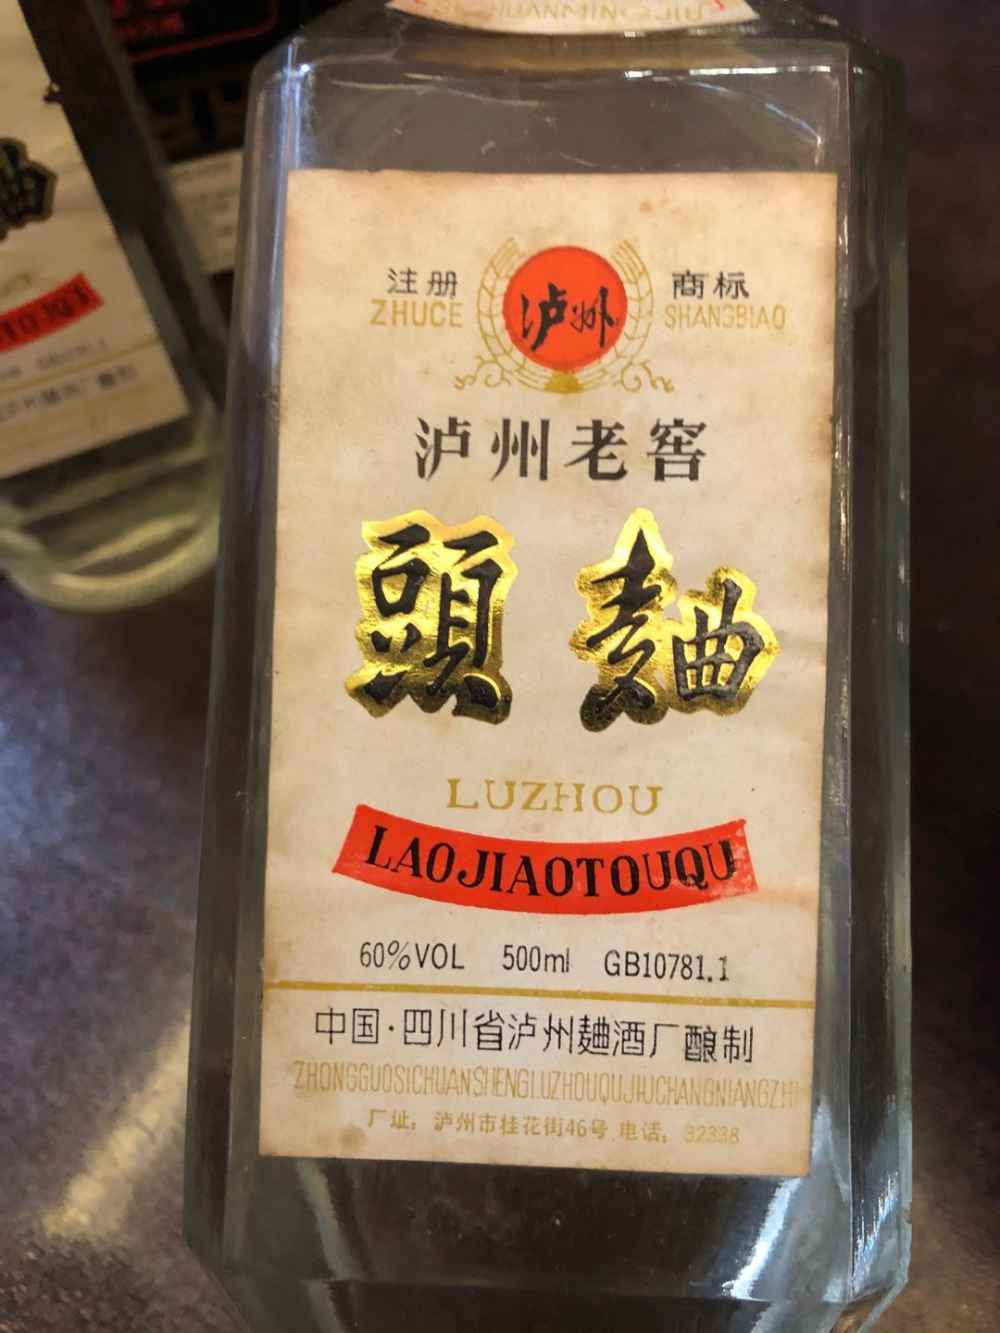 注册 泸州 商标
ZHUCE SHANGBIAO
泸州老窖
頭麯
LUZHOU
LAOJIAOTOUQU
60%VOL 500ml GB10781.1
中国·四川省泸州麯酒厂酿制
ZHONGGUOSICHUANSHENGLUZHOUQUJIUCHANGNIANGZHI
厂址：泸州市桂花街46号 电话：32338